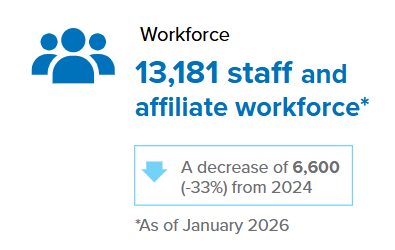 Workforce
13,181 staff and
affiliate workforce*
A decrease of 6,600
(-33%) from 2024
*As of January 2026